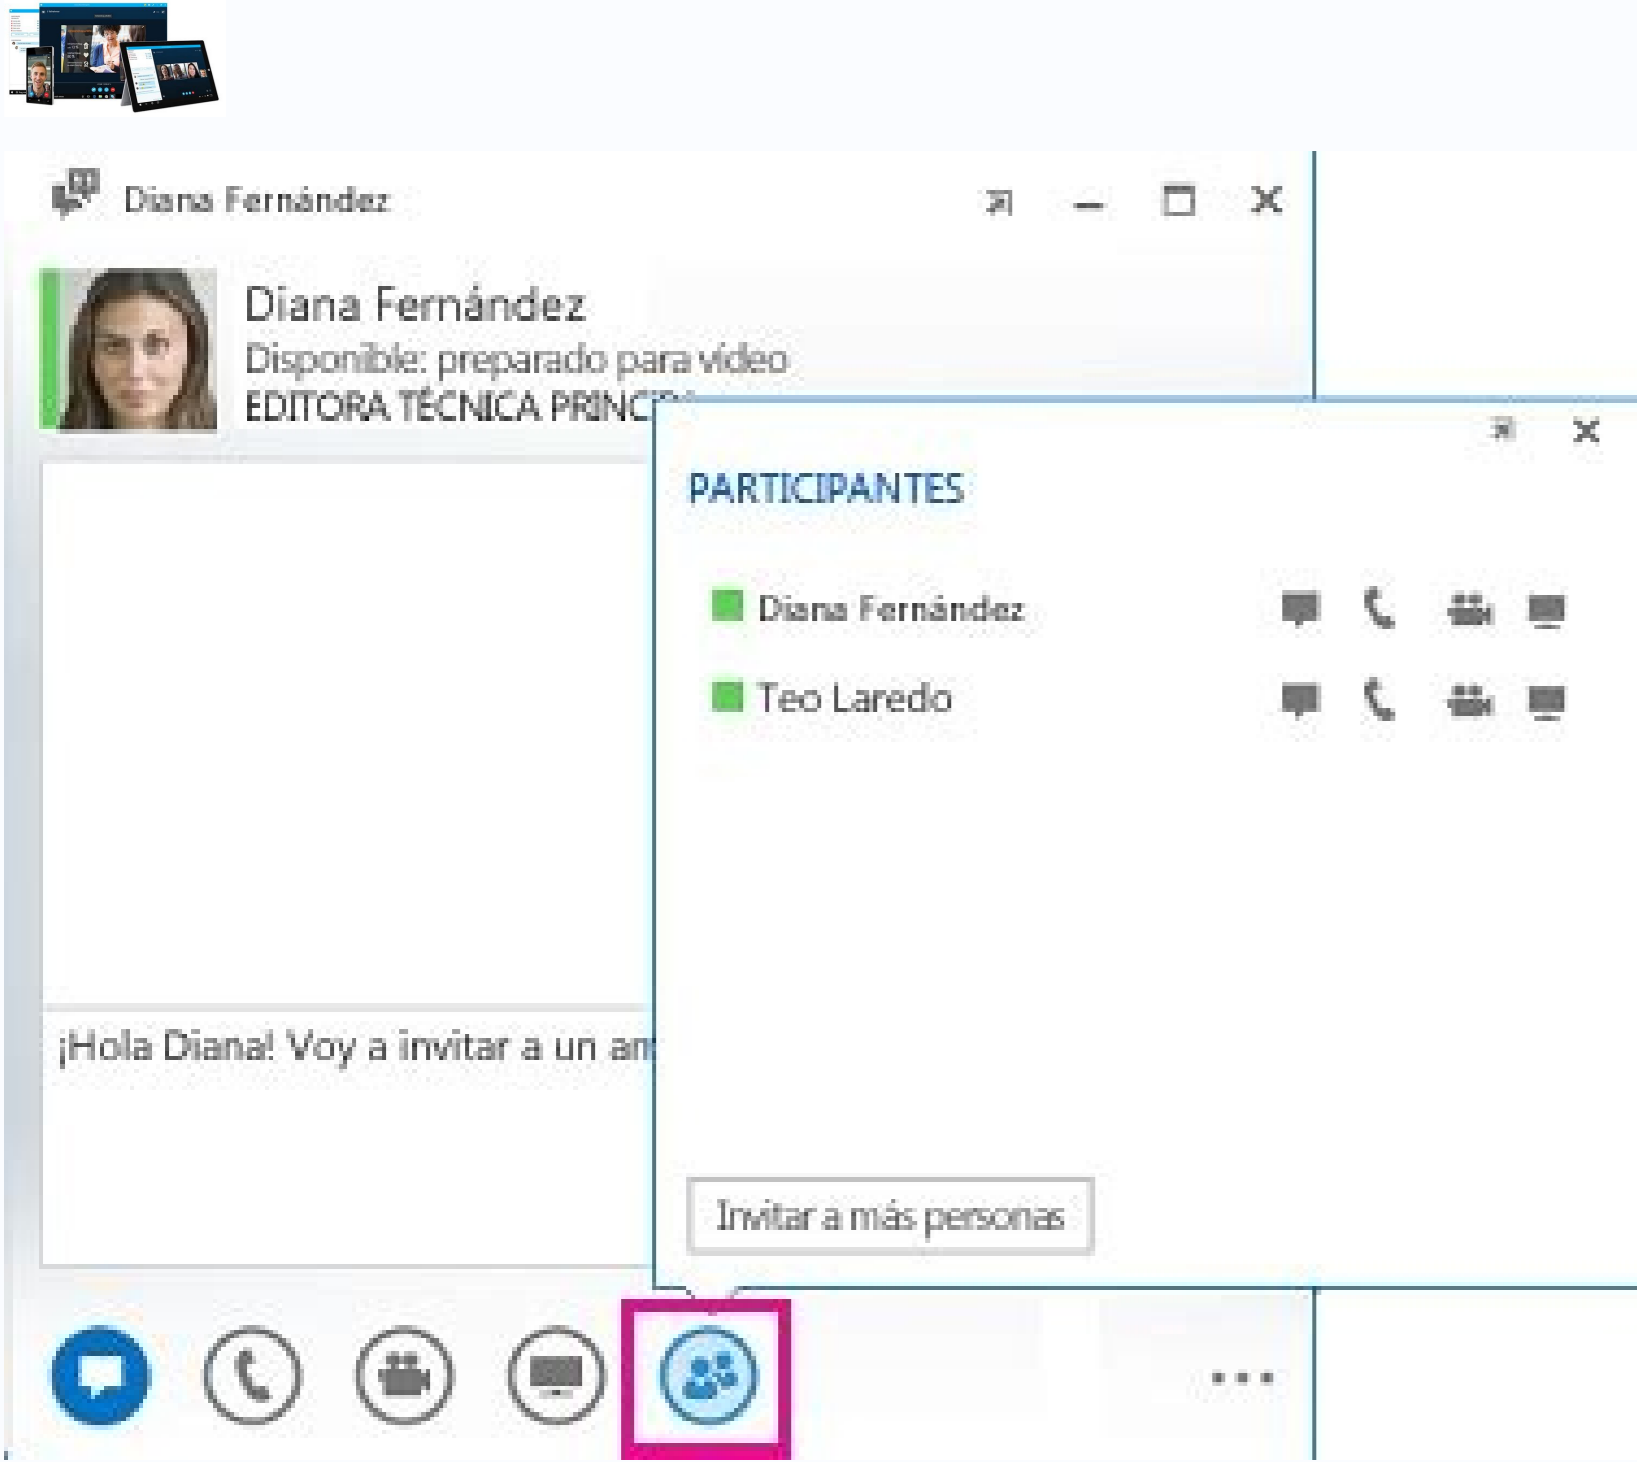 Diana Fernández
Diana Fernández
Disponible: preparado para vídeo
EDITORA TÉCNICA
PARTICIPANTES
Diana Fernández
Teo Laredo
¡Hola Diana! Voy a invitar a un
Invitar a más personas